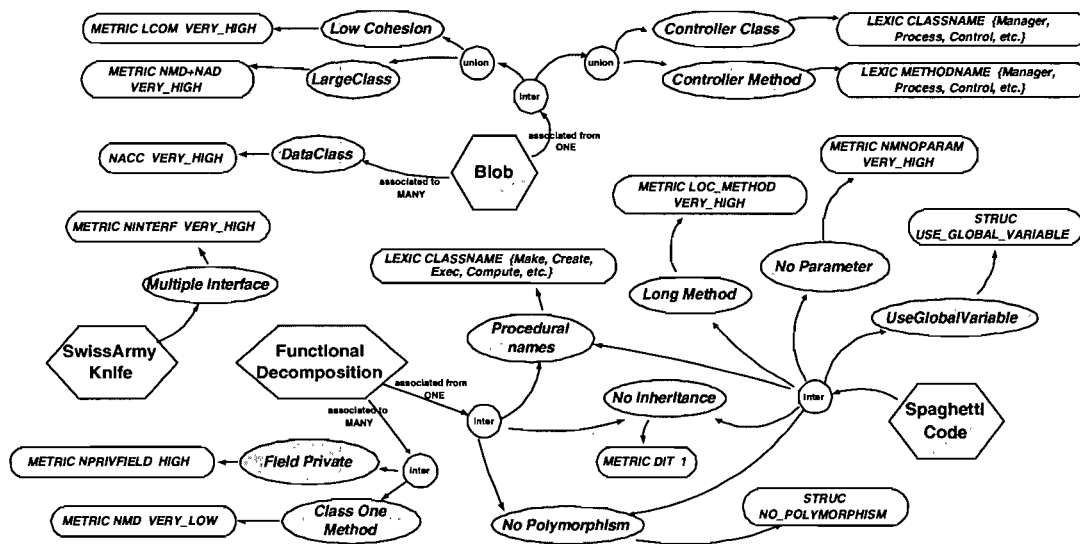 METRIC LCOM VERY_HIGH
Low Cohesion
Controller Class
LEXIC CLASSNAME {Manager,
Process, Control, etc.}
METRIC NMD+NAD
VERY_HIGH
LargeClass
union
union
Controller Method
LEXIC METHODNAME {Manager,
Process, Control, etc.}
inter
NACC VERY_HIGH
DataClass
associated from
ONE
associated to
MANY
Blob
METRIC NMNOPARAM
VERY_HIGH
METRIC LOC_METHOD
VERY_HIGH
METRIC NINTERF VERY_HIGH
STRUC
USE_GLOBAL_VARIABLE
LEXIC CLASSNAME {Make, Create,
Exec, Compute, etc.}
No Parameter
Multiple Interface
Long Method
UseGlobalVariable
Procedural
names
SwissArmy
Knife
Functional
Decomposition
associated from
ONE
associated to
MANY
No Inheritance
inter
inter
Spaghetti
Code
METRIC NPRIVFIELD HIGH
Field Private
inter
METRIC DIT 1
METRIC NMD VERY_LOW
Class One
Method
No Polymorphism
STRUC
NO_POLYMORPHISM